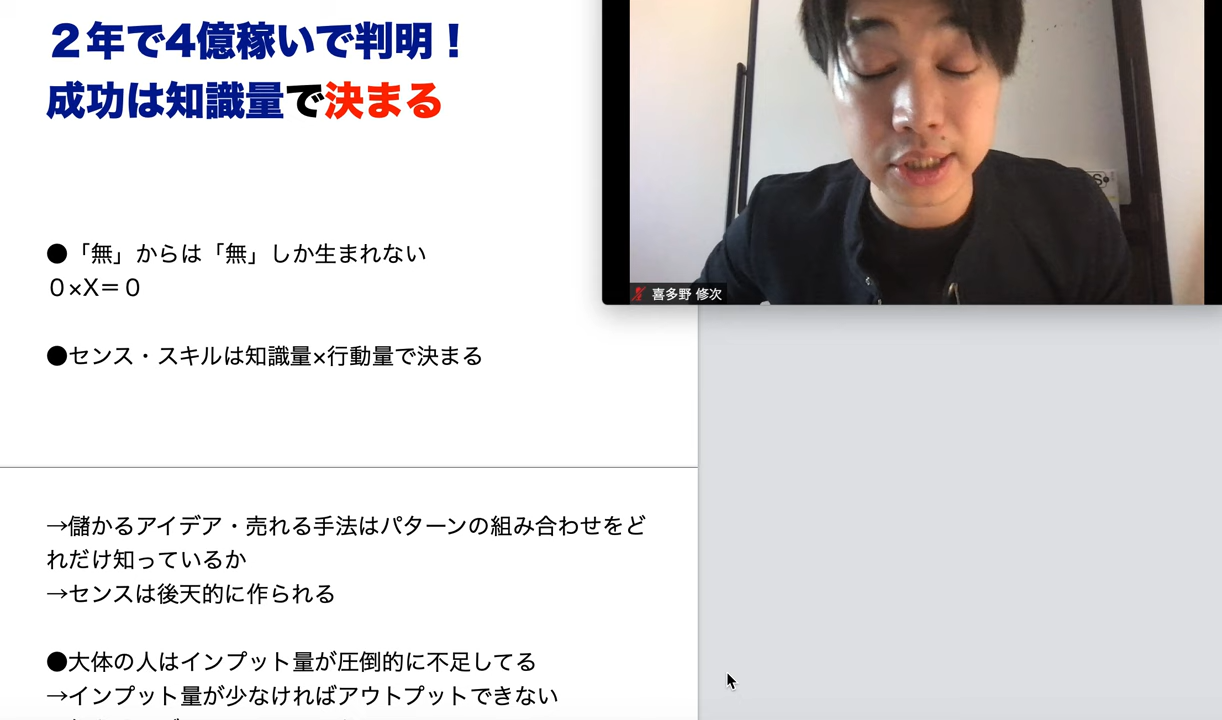 ２年で4億稼いで判明！
成功は知識量で決まる
●「無」からは「無」しか生まれない
０×X＝０
●センス・スキルは知識量×行動量で決まる
→儲かるアイデア・売れる手法はパターンの組み合わせをど
れだけ知っているか
→センスは後天的に作られる
●大体の人はインプット量が圧倒的に不足してる
→インプット量が少なければアウトプットできない
喜多野 修次